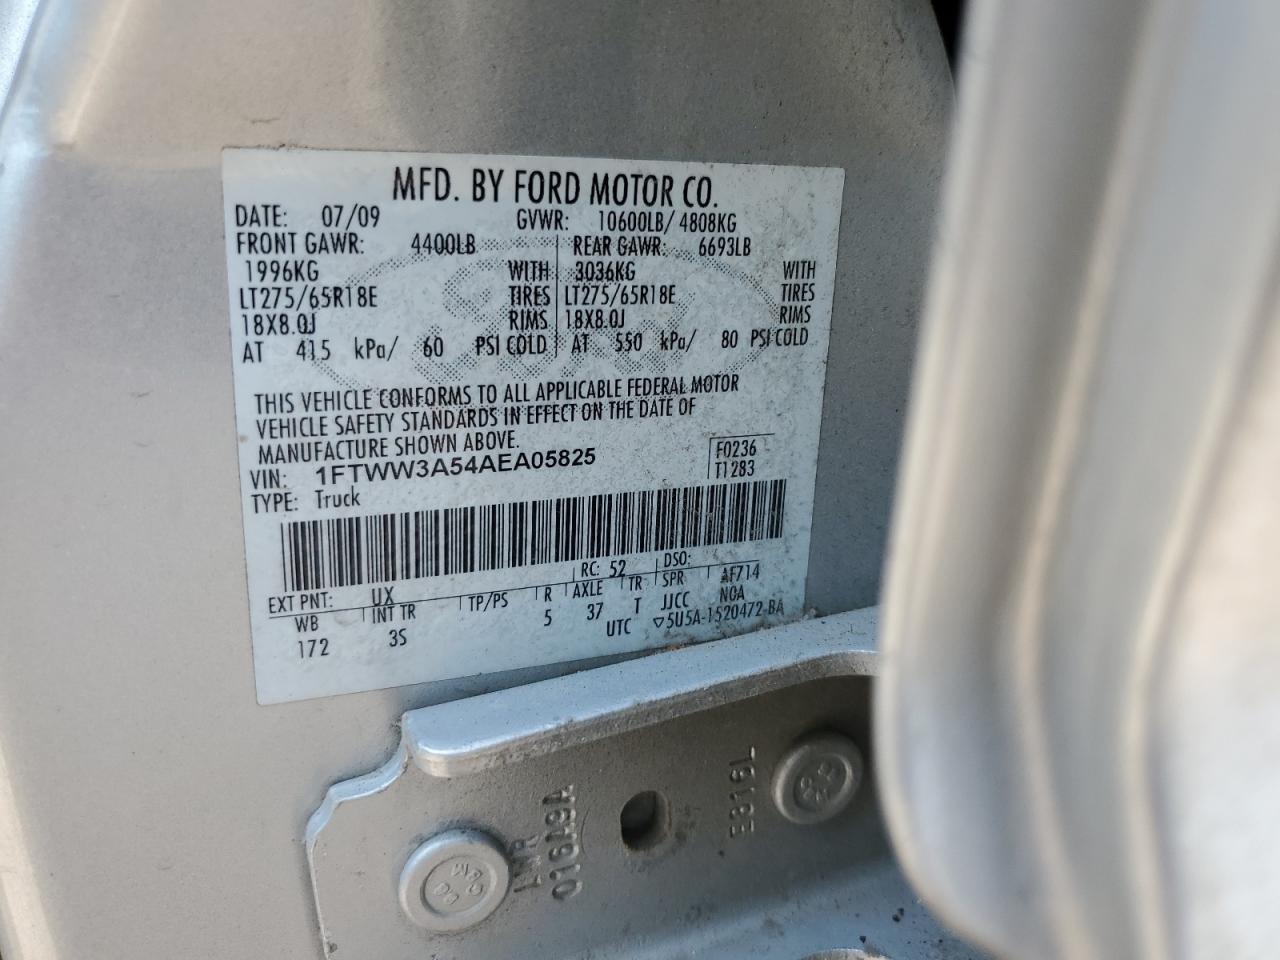 MFD. BY FORD MOTOR CO.
DATE: 07/09 GVWR: 10600LB/ 4808KG
FRONT GAWR: 4400LB REAR GAWR: 6693LB
1996KG WITH 3036KG WITH
LT275/65R18E TIRES LT275/65R18E TIRES
18X8.0J RIMS 18X8.0J RIMS
AT 415 kPa/ 60 PSI COLD AT 550 kPa/ 80 PSI COLD
THIS VEHICLE CONFORMS TO ALL APPLICABLE FEDERAL MOTOR
VEHICLE SAFETY STANDARDS IN EFFECT ON THE DATE OF
MANUFACTURE SHOWN ABOVE.
VIN: 1FTWW3A54AEA05825
F0236
T1283
TYPE: Truck
EXT PNT: UX RC: 52 DSO:
WB INT TR TP/PS R AXLE TR SPR AF714
172 3S 5 37 T JJCC NOA
UTC ▽5U5A-1520472-BA
LWR
016A9A
E816L